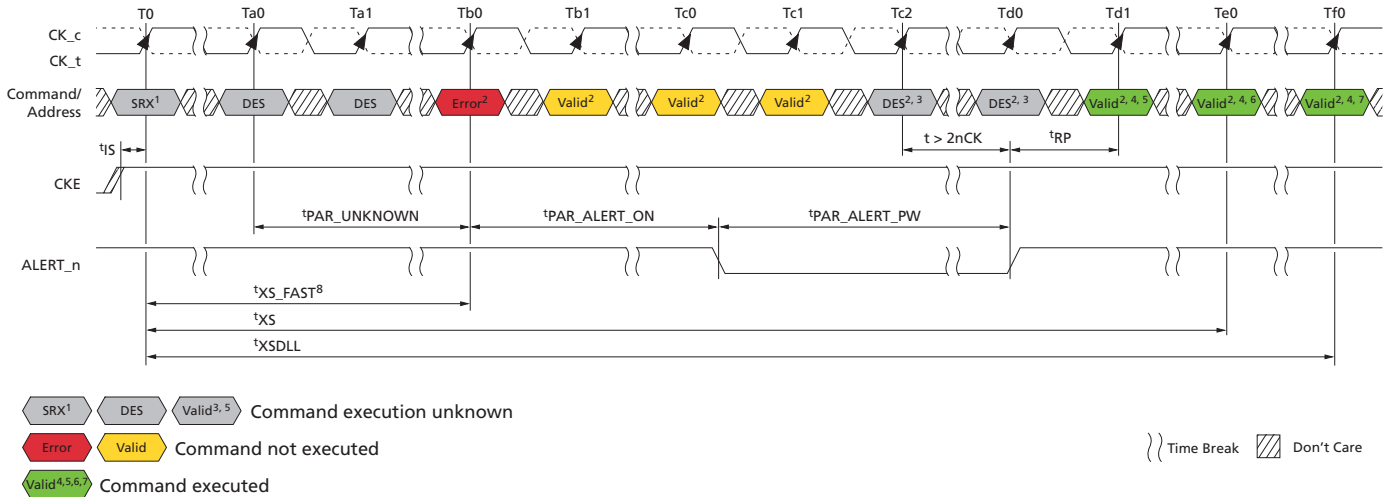 T0 Ta0 Ta1 Tb0 Tb1 Tc0 Tc1 Tc2 Td0 Td1 Te0 Tf0
CK_c
CK_t
Command/
Address
SRX¹ DES DES Error² Valid² Valid² Valid² DES²,³ DES²,³ Valid²,⁴,⁵ Valid²,⁴,⁶ Valid²,⁴,⁷
t > 2nCK tRP
tIS
CKE
tPAR_UNKNOWN tPAR_ALERT_ON tPAR_ALERT_PW
ALERT_n
tXS_FAST⁸
tXS
tXSDLL
SRX¹ DES Valid³,⁵ Command execution unknown
Error Valid Command not executed
Valid⁴,⁵,⁶,⁷ Command executed
Time Break Don't Care